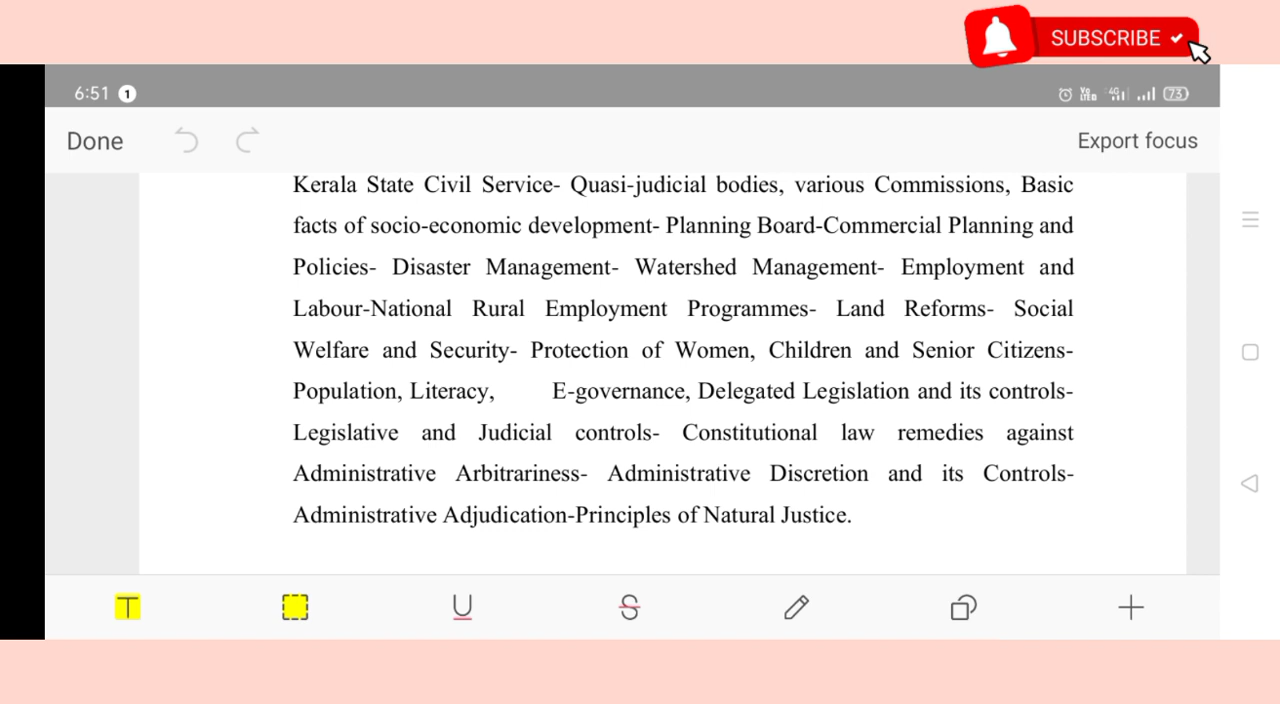 SUBSCRIBE
6:51 1
4G 73
Done
Export focus
Kerala State Civil Service- Quasi-judicial bodies, various Commissions, Basic
facts of socio-economic development- Planning Board-Commercial Planning and
Policies- Disaster Management- Watershed Management- Employment and
Labour-National Rural Employment Programmes- Land Reforms- Social
Welfare and Security- Protection of Women, Children and Senior Citizens-
Population, Literacy, E-governance, Delegated Legislation and its controls-
Legislative and Judicial controls- Constitutional law remedies against
Administrative Arbitrariness- Administrative Discretion and its Controls-
Administrative Adjudication-Principles of Natural Justice.
T U S